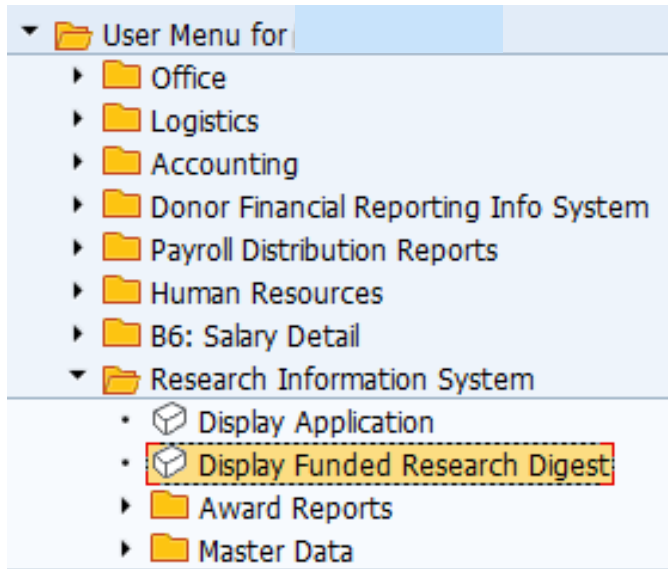 User Menu for
Office
Logistics
Accounting
Donor Financial Reporting Info System
Payroll Distribution Reports
Human Resources
B6: Salary Detail
Research Information System
Display Application
Display Funded Research Digest
Award Reports
Master Data